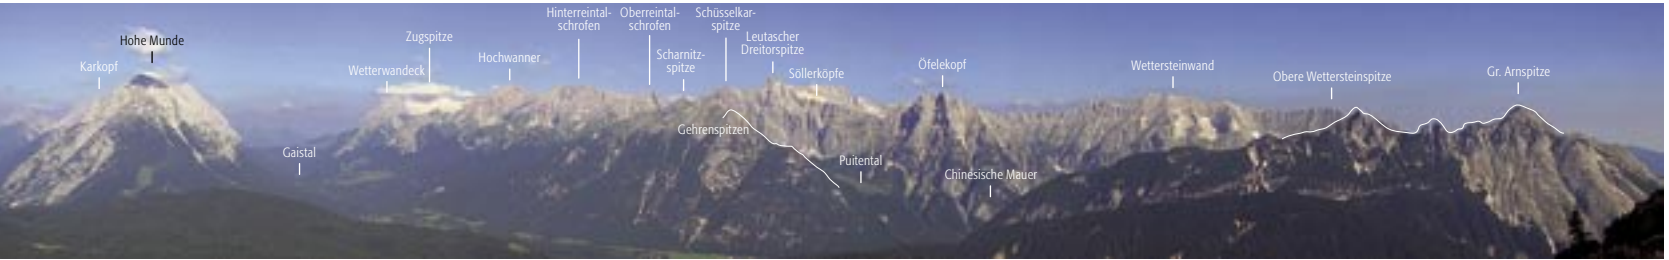 Karkopf
Hohe Munde
Gaistal
Wetterwandeck
Zugspitze
Hochwanner
Hinterreintal-
schrofen
Oberreintal-
schrofen
Scharnitz-
spitze
Schüsselkar-
spitze
Leutascher
Dreitorspitze
Söllerköpfe
Gehrenspitzen
Puitental
Öfelekopf
Chinesische Mauer
Wettersteinwand
Obere Wettersteinspitze
Gr. Arnspitze